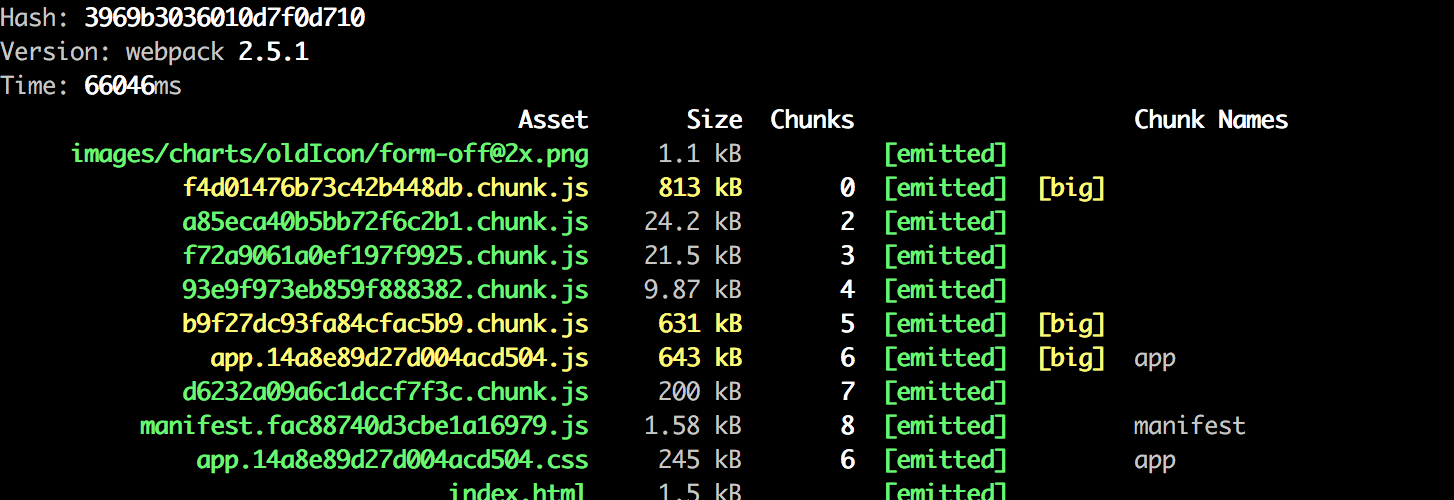 Hash: 3969b3036010d7f0d710
Version: webpack 2.5.1
Time: 66046ms
Asset Size Chunks Chunk Names
images/charts/oldIcon/form-off@2x.png 1.1 kB [emitted]
f4d01476b73c42b448db.chunk.js 813 kB 0 [emitted] [big]
a85eca40b5bb72f6c2b1.chunk.js 24.2 kB 2 [emitted]
f72a9061a0ef197f9925.chunk.js 21.5 kB 3 [emitted]
93e9f973eb859f888382.chunk.js 9.87 kB 4 [emitted]
b9f27dc93fa84cfac5b9.chunk.js 631 kB 5 [emitted] [big]
app.14a8e89d27d004acd504.js 643 kB 6 [emitted] [big] app
d6232a09a6c1dccf7f3c.chunk.js 200 kB 7 [emitted]
manifest.fac88740d3cbe1a16979.js 1.58 kB 8 [emitted] manifest
app.14a8e89d27d004acd504.css 245 kB 6 [emitted] app
index.html 1.5 kB [emitted]